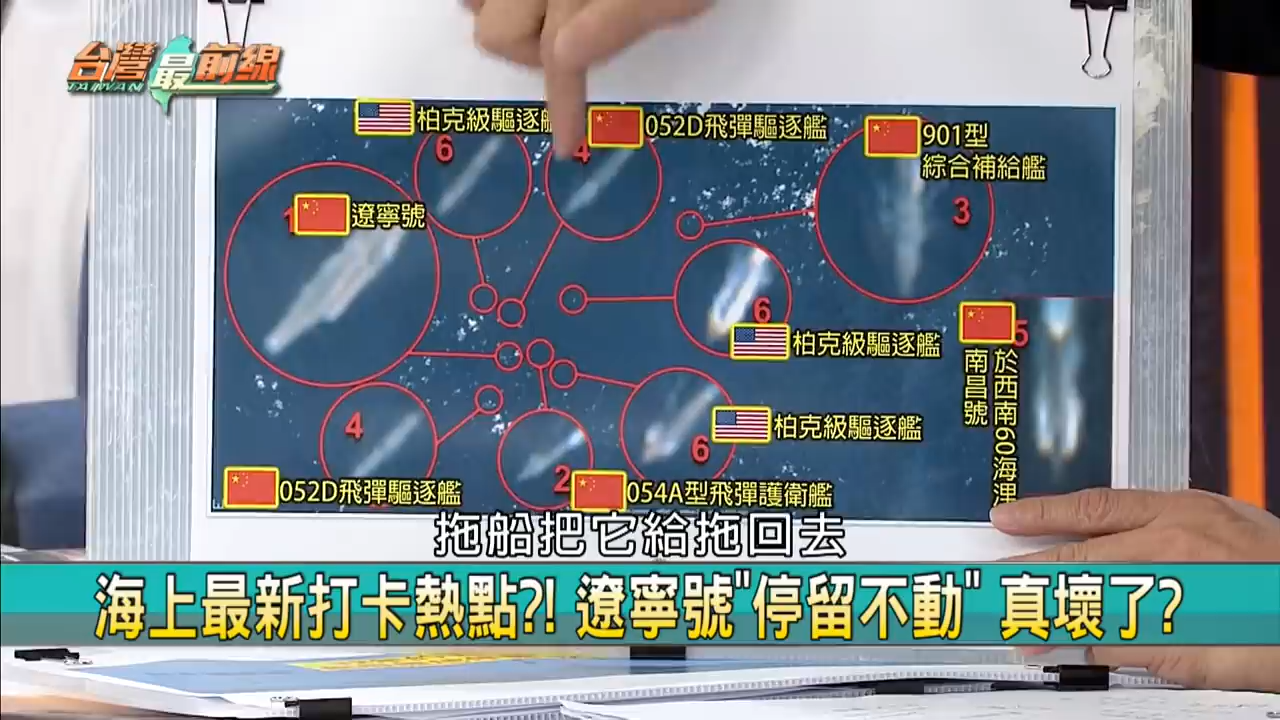 台灣最前線
TAIWAN
柏克級驅逐艦
052D飛彈驅逐艦
901型
綜合補給艦
6
4
3
1
遼寧號
6
柏克級驅逐艦
5
南昌號
於西南60海浬
4
2
6
柏克級驅逐艦
052D飛彈驅逐艦
054A型飛彈護衛艦
拖船把它給拖回去
海上最新打卡熱點?! 遼寧號"停留不動" 真壞了?